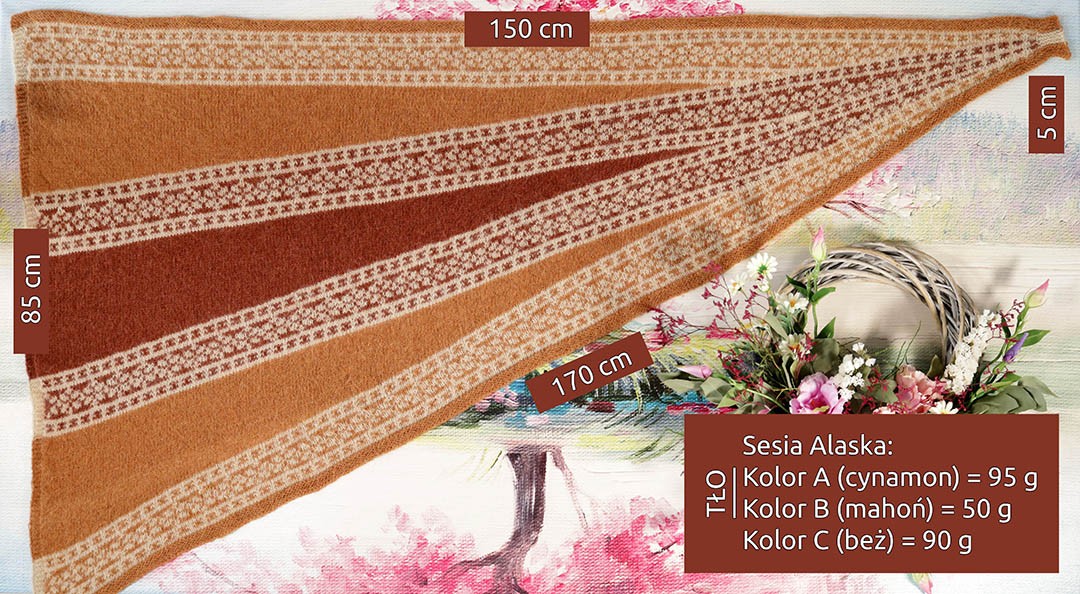 150 cm
5 cm
85 cm
170 cm
Sesia Alaska:
TŁO
Kolor A (cynamon) = 95 g
Kolor B (mahoń) = 50 g
Kolor C (beż) = 90 g